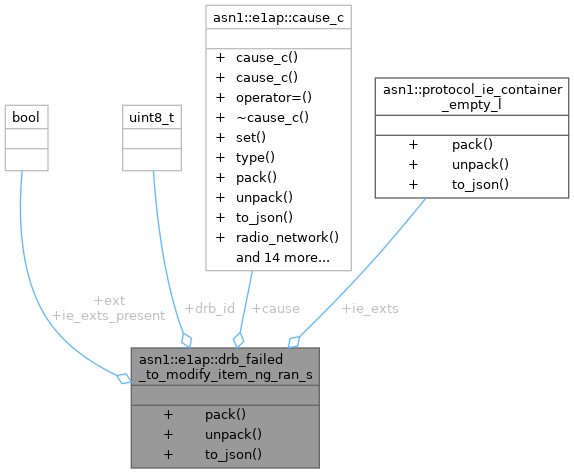 asn1::e1ap::cause_c
+ cause_c()
+ cause_c()
+ operator=()
+ ~cause_c()
+ set()
+ type()
+ pack()
+ unpack()
+ to_json()
+ radio_network()
and 14 more...
asn1::protocol_ie_container
_empty_l
+ pack()
+ unpack()
+ to_json()
bool
uint8_t
+ext
+ie_exts_present
+drb_id
+cause
+ie_exts
asn1::e1ap::drb_failed
_to_modify_item_ng_ran_s
+ pack()
+ unpack()
+ to_json()